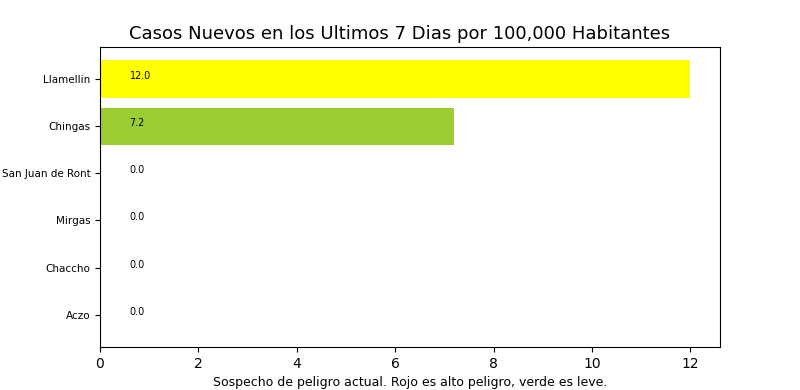 Casos Nuevos en los Ultimos 7 Dias por 100,000 Habitantes
Llamellin 12.0
Chingas 7.2
San Juan de Ront 0.0
Mirgas 0.0
Chaccho 0.0
Aczo 0.0
0 2 4 6 8 10 12
Sospecho de peligro actual. Rojo es alto peligro, verde es leve.